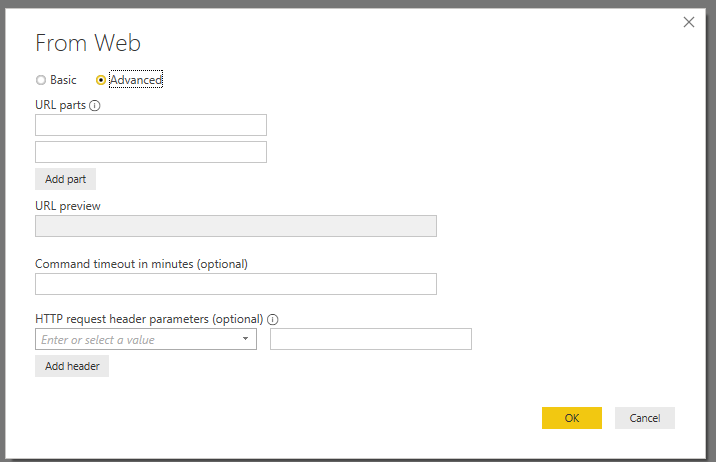 From Web
Basic Advanced
URL parts
Add part
URL preview
Command timeout in minutes (optional)
HTTP request header parameters (optional)
Enter or select a value
Add header
OK Cancel